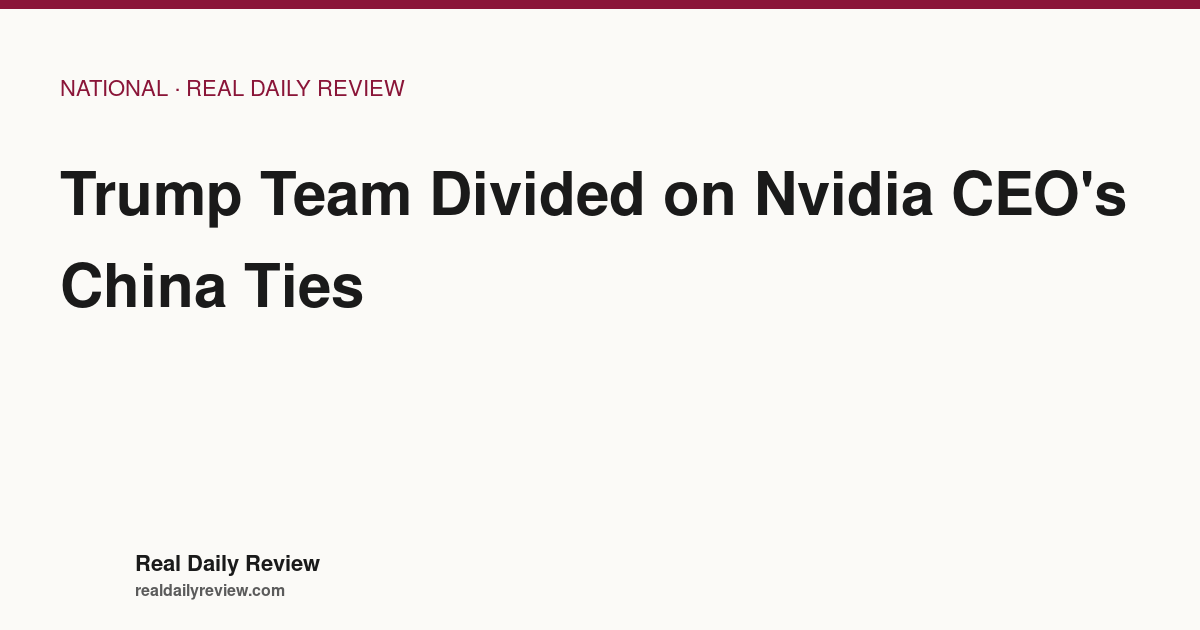 NATIONAL · REAL DAILY REVIEW
Trump Team Divided on Nvidia CEO's
China Ties
Real Daily Review
realdailyreview.com